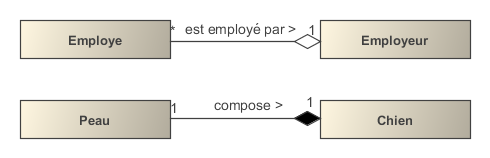 Employe * est employé par > 1 Employeur
Peau 1 compose > 1 Chien